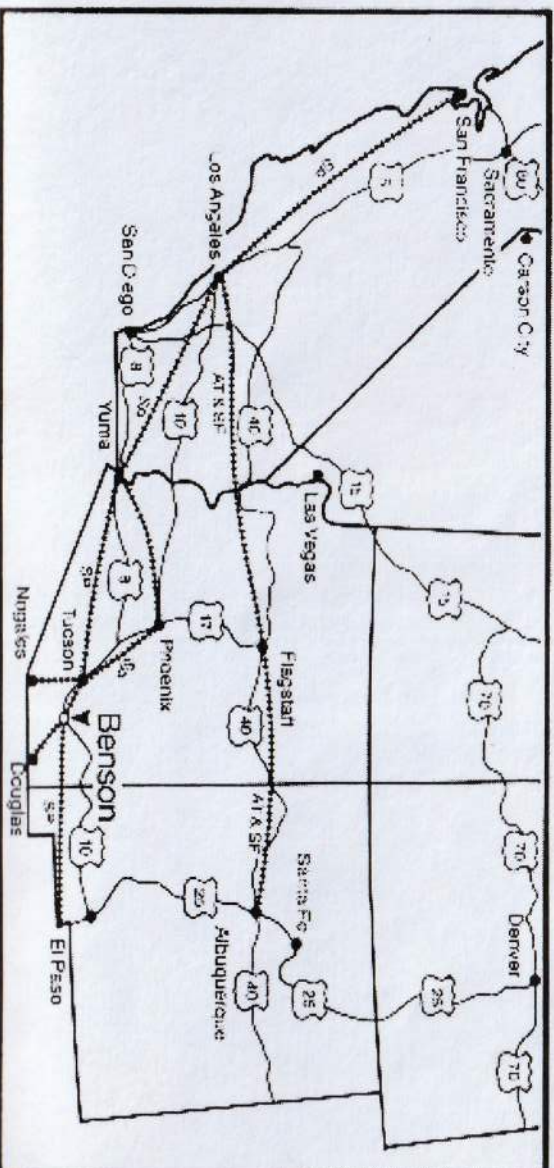 80
Carson City
Sacramento
San Francisco
5
SP
Los Angeles
San Diego
8
SP
10
AT & SF
40
15
Las Vegas
Yuma
8
SP
17
Phoenix
SP
Tucson
Nogales
Benson
Douglas
SP
10
Flagstaff
40
AT & SF
70
70
Denver
70
25
25
Santa Fe
25
Albuquerque
40
El Paso